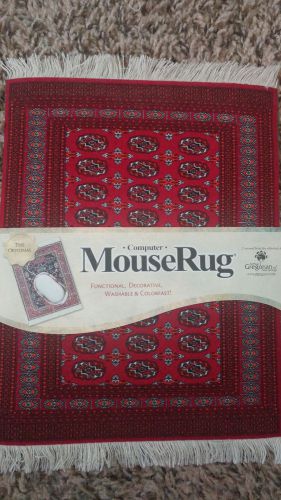 The
Original
• Computer •
MouseRug®
Functional, Decorative,
Washable & Colorfast!